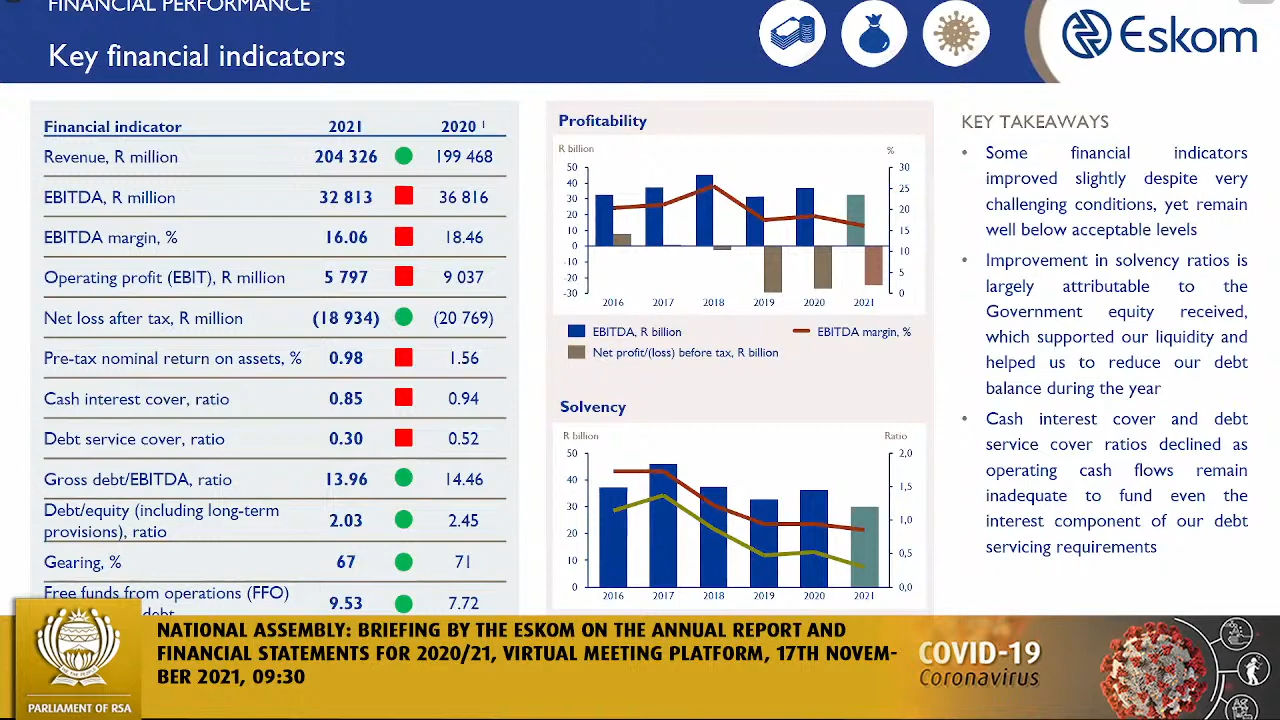 FINANCIAL PERFORMANCE
Key financial indicators
Eskom
Financial indicator 2021 2020 1
Revenue, R million 204 326 199 468
EBITDA, R million 32 813 36 816
EBITDA margin, % 16.06 18.46
Operating profit (EBIT), R million 5 797 9 037
Net loss after tax, R million (18 934) (20 769)
Pre-tax nominal return on assets, % 0.98 1.56
Cash interest cover, ratio 0.85 0.94
Debt service cover, ratio 0.30 0.52
Gross debt/EBITDA, ratio 13.96 14.46
Debt/equity (including long-term
provisions), ratio 2.03 2.45
Gearing, % 67 71
Free funds from operations (FFO)
debt 9.53 7.72
Profitability
R billion %
50 30
40 25
30
20 20
10 15
0
-10 10
-20 5
-30 0
2016 2017 2018 2019 2020 2021
EBITDA, R billion EBITDA margin, %
Net profit/(loss) before tax, R billion
Solvency
R billion Ratio
50 2,0
40 1,5
30 1,0
20
10 0,5
0 0,0
2016 2017 2018 2019 2020 2021
KEY TAKEAWAYS
• Some financial indicators
improved slightly despite very
challenging conditions, yet remain
well below acceptable levels
• Improvement in solvency ratios is
largely attributable to the
Government equity received,
which supported our liquidity and
helped us to reduce our debt
balance during the year
• Cash interest cover and debt
service cover ratios declined as
operating cash flows remain
inadequate to fund even the
interest component of our debt
servicing requirements
PARLIAMENT OF RSA
NATIONAL ASSEMBLY: BRIEFING BY THE ESKOM ON THE ANNUAL REPORT AND
FINANCIAL STATEMENTS FOR 2020/21, VIRTUAL MEETING PLATFORM, 17TH NOVEM-
BER 2021, 09:30
COVID-19
Coronavirus